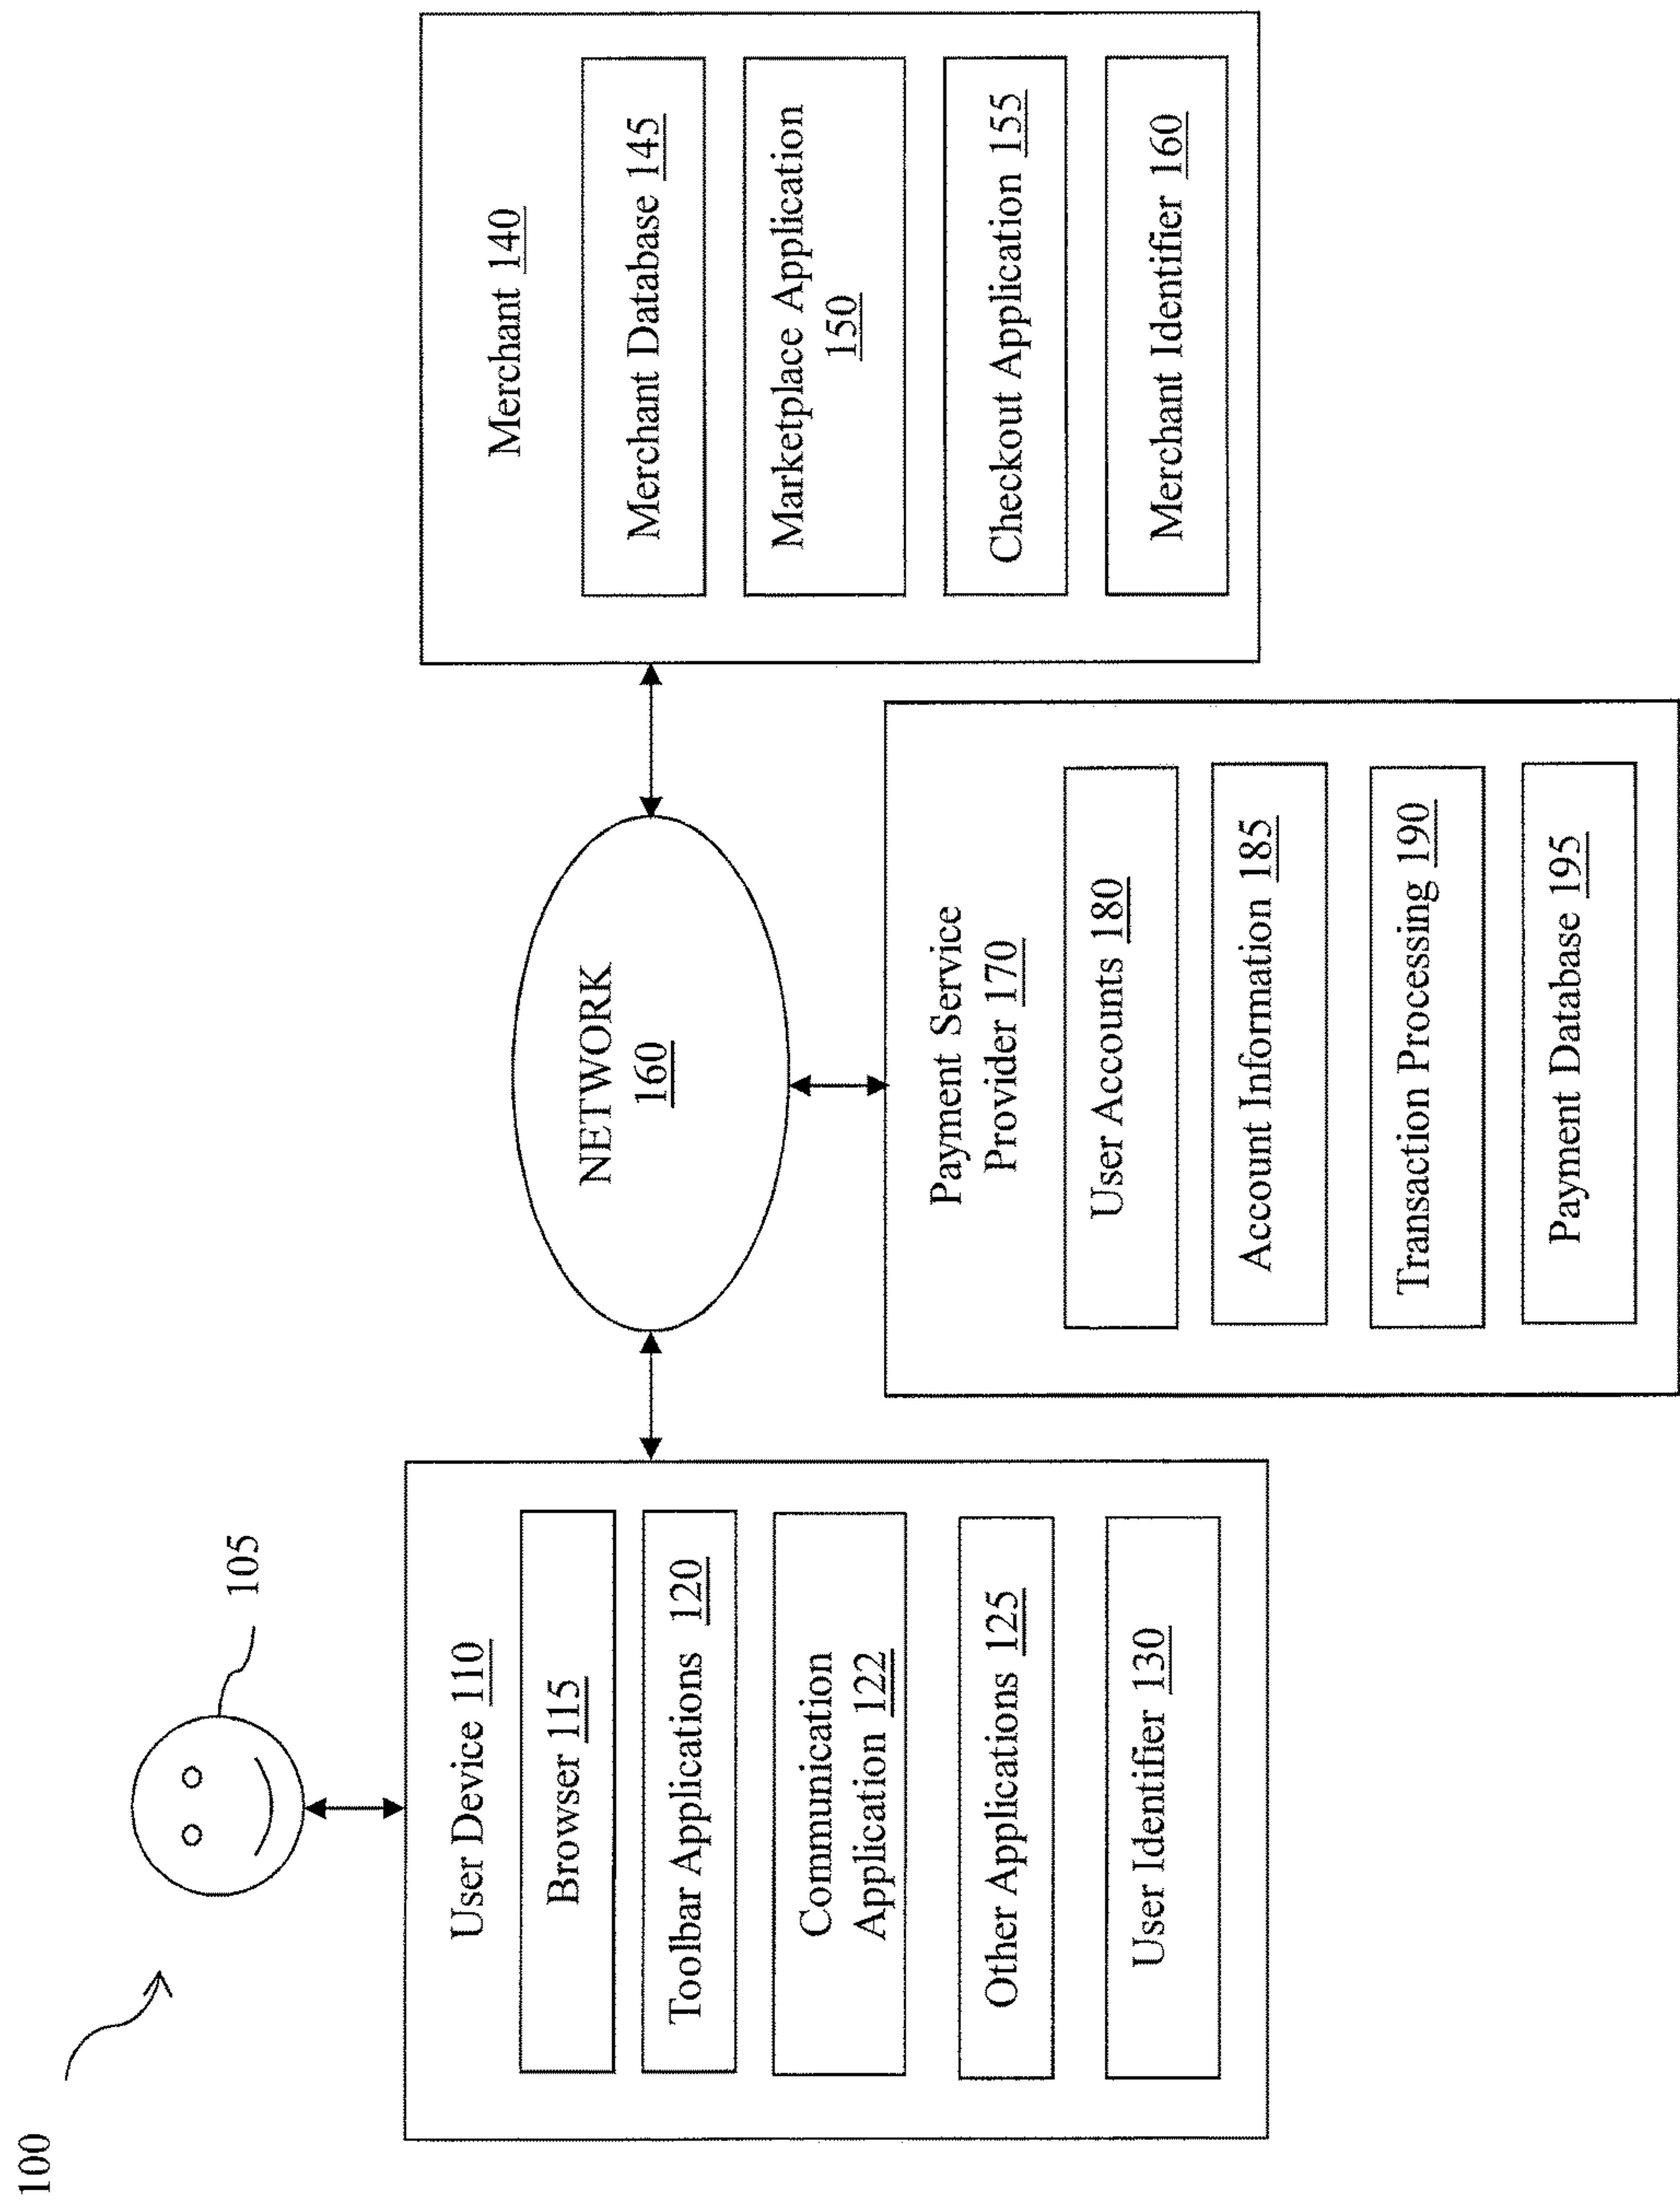 100
105
User Device 110
Browser 115
Toolbar Applications 120
Communication
Application 122
Other Applications 125
User Identifier 130
NETWORK
160
Payment Service
Provider 170
User Accounts 180
Account Information 185
Transaction Processing 190
Payment Database 195
Merchant 140
Merchant Database 145
Marketplace Application
150
Checkout Application 155
Merchant Identifier 160